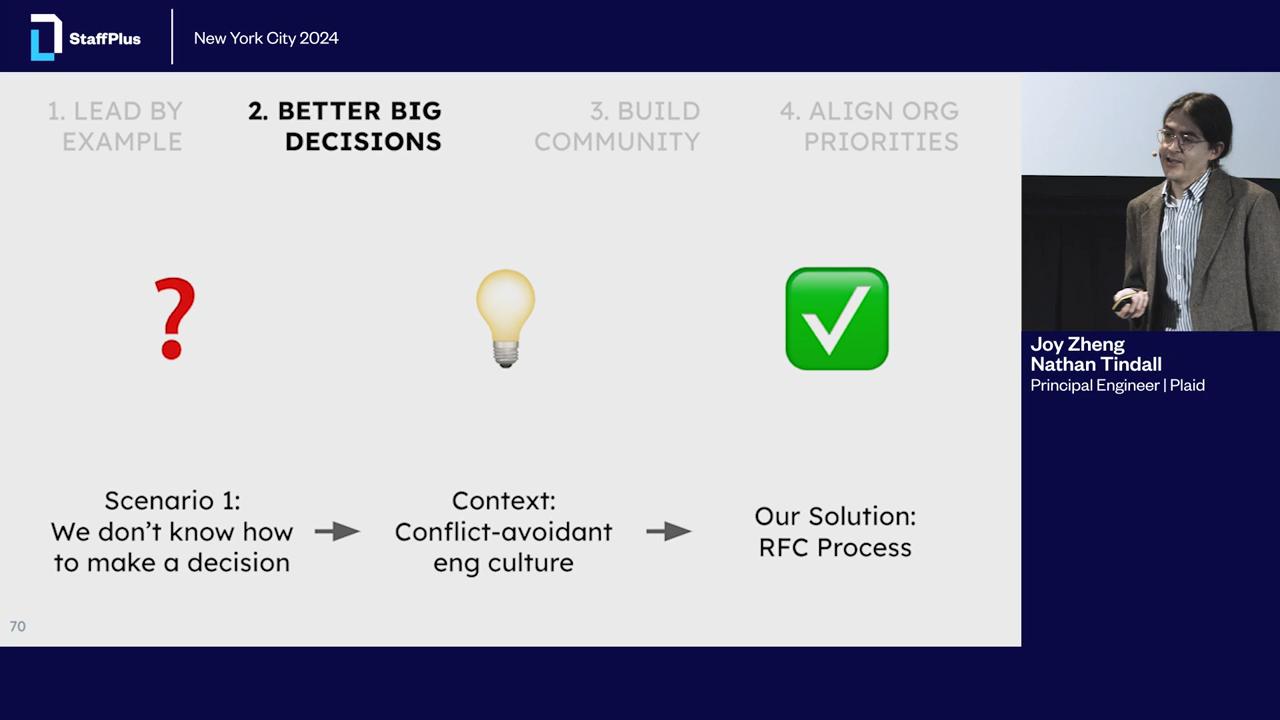 StaffPlus
New York City 2024
1. LEAD BY
EXAMPLE
2. BETTER BIG
DECISIONS
3. BUILD
COMMUNITY
4. ALIGN ORG
PRIORITIES
Scenario 1:
We don't know how
to make a decision
Context:
Conflict-avoidant
eng culture
Our Solution:
RFC Process
70
Joy Zheng
Nathan Tindall
Principal Engineer | Plaid